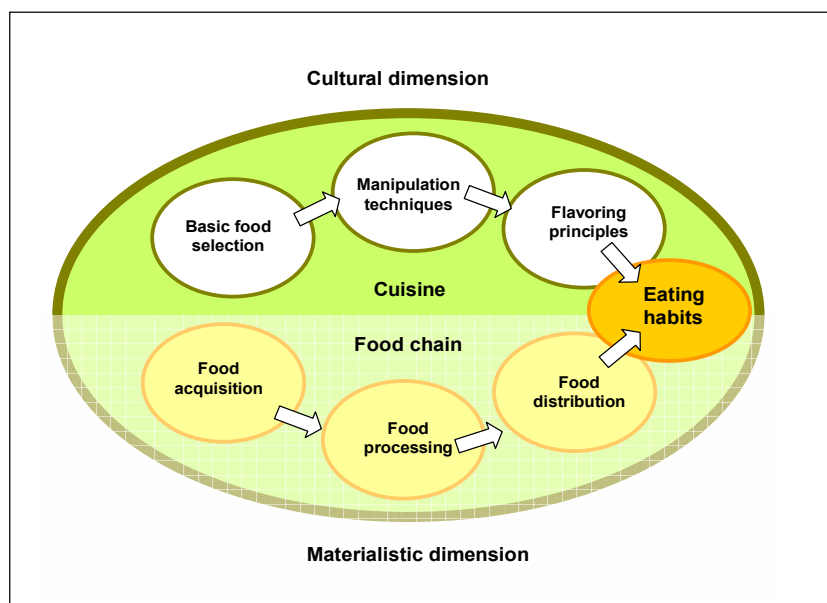 Cultural dimension
Manipulation
techniques
Basic food
selection
Flavoring
principles
Cuisine
Eating
habits
Food chain
Food
acquisition
Food
distribution
Food
processing
Materialistic dimension